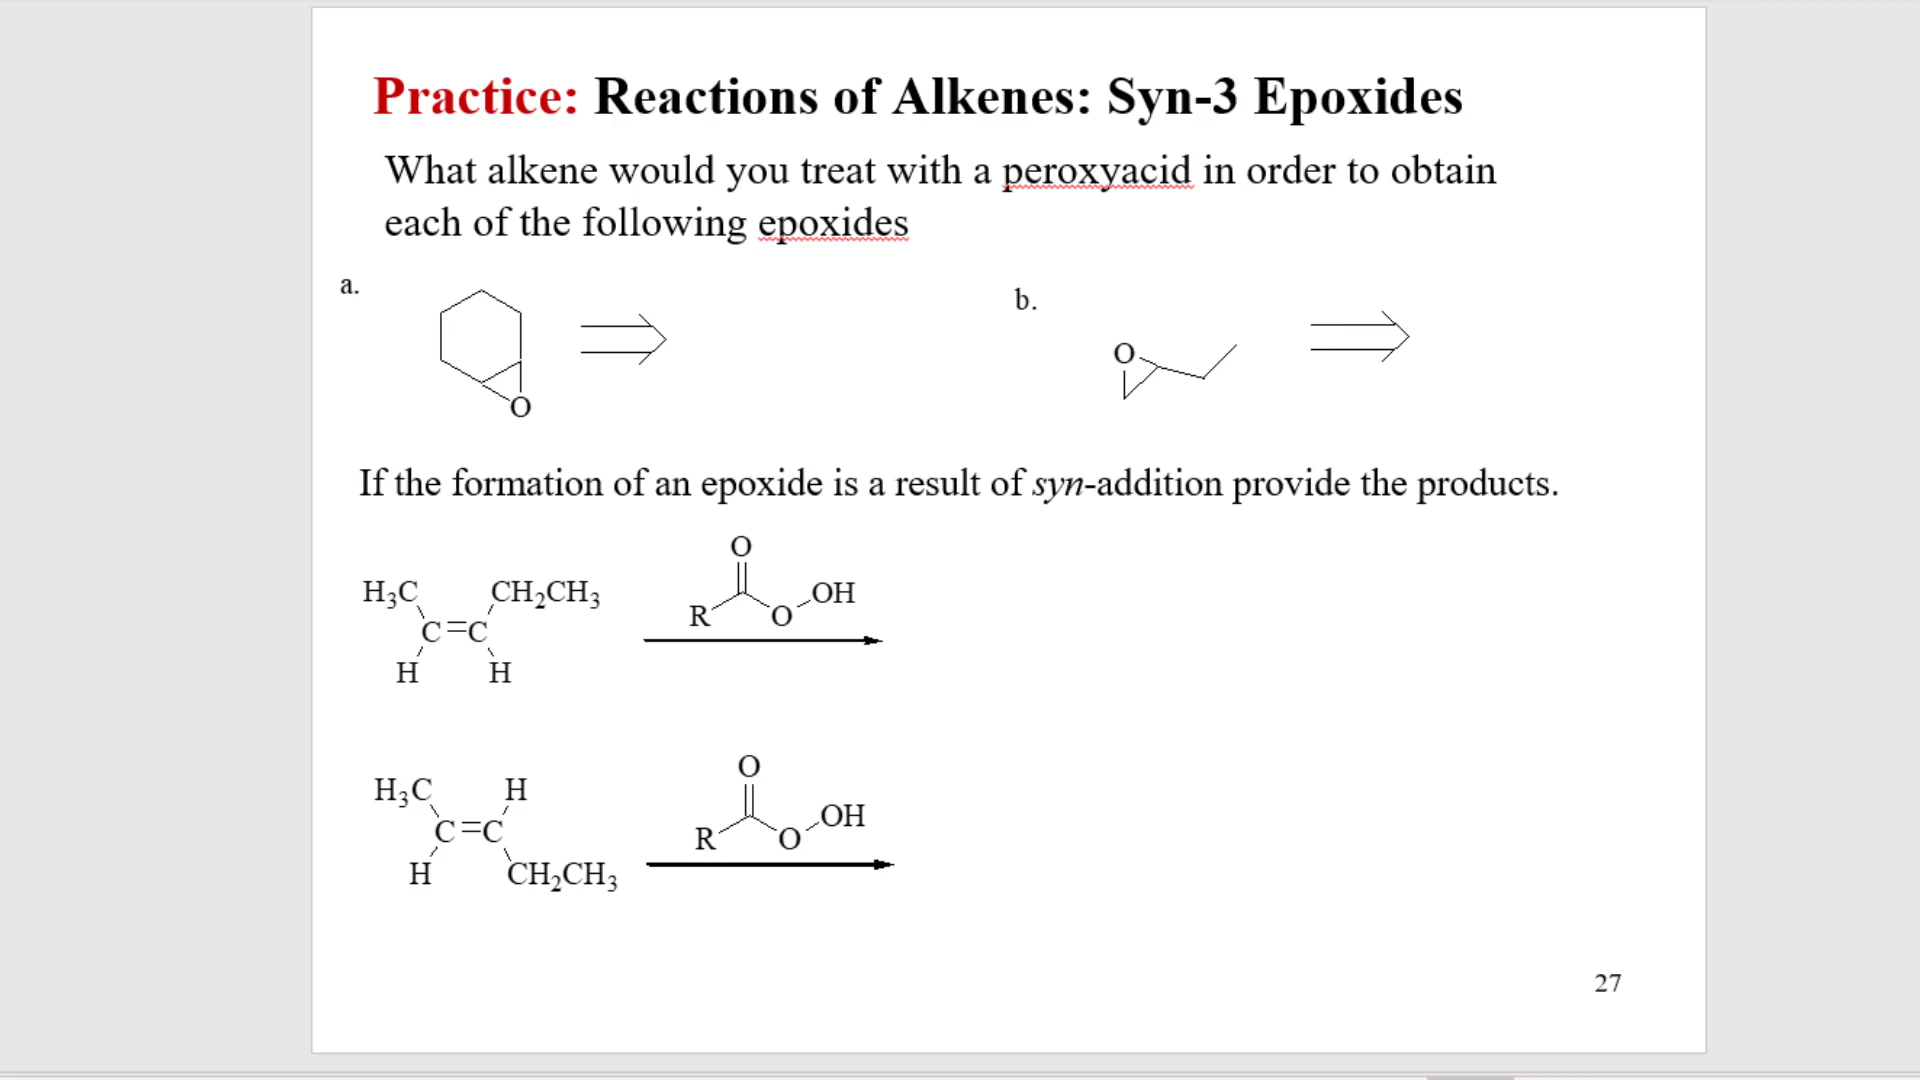 Practice: Reactions of Alkenes: Syn-3 Epoxides
What alkene would you treat with a peroxyacid in order to obtain
each of the following epoxides
a.
b.
O
O
If the formation of an epoxide is a result of syn-addition provide the products.
O
H₃C CH₂CH₃ OH
R O
C=C
H H
O
H₃C H
OH
C=C R O
H CH₂CH₃
27